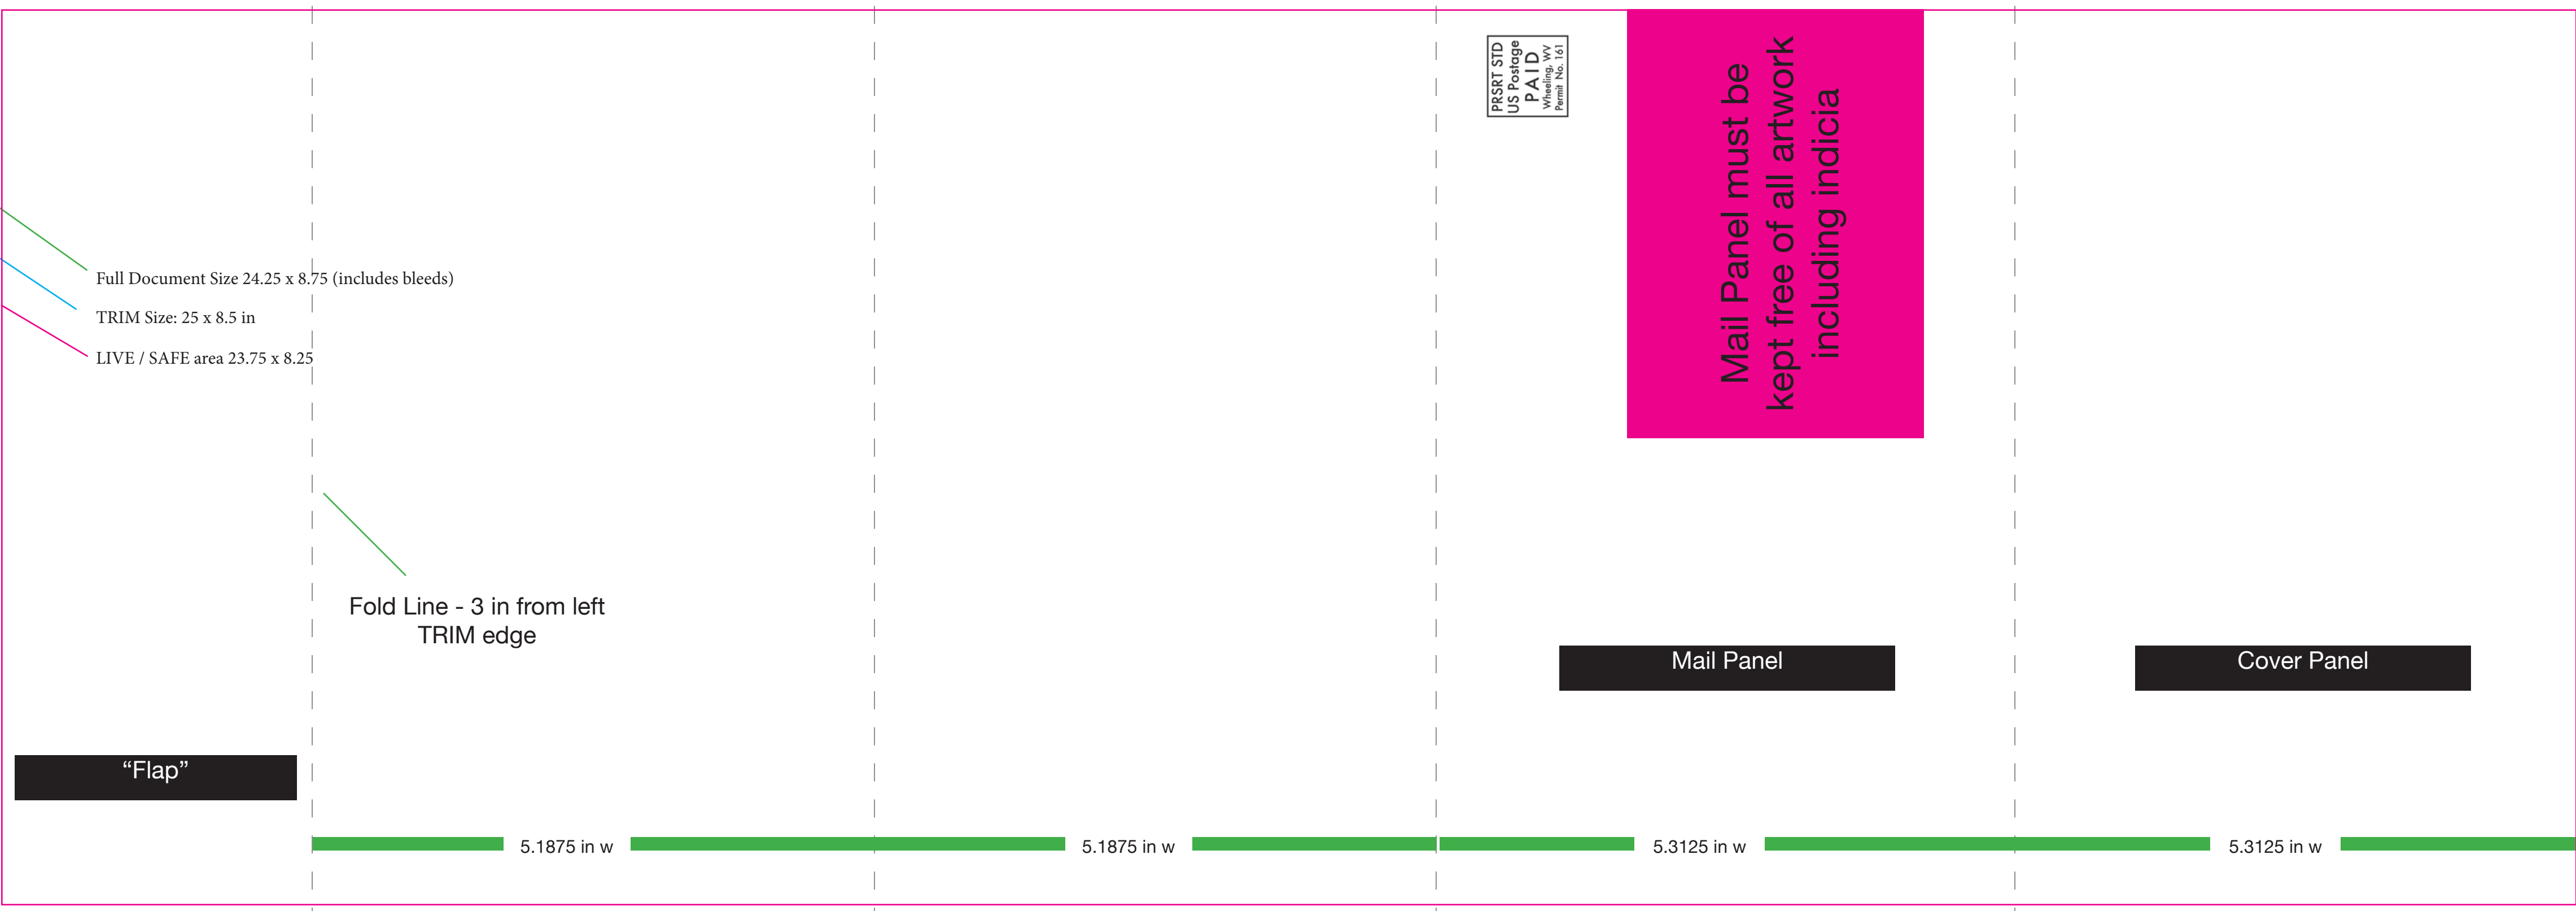 PRSRT STD
US Postage
PAID
Wheeling, WV
Permit No. 161
Mail Panel must be
kept free of all artwork
including indicia
Full Document Size 24.25 x 8.75 (includes bleeds)
TRIM Size: 25 x 8.5 in
LIVE / SAFE area 23.75 x 8.25
Fold Line - 3 in from left
TRIM edge
Mail Panel
Cover Panel
“Flap”
5.1875 in w
5.1875 in w
5.3125 in w
5.3125 in w